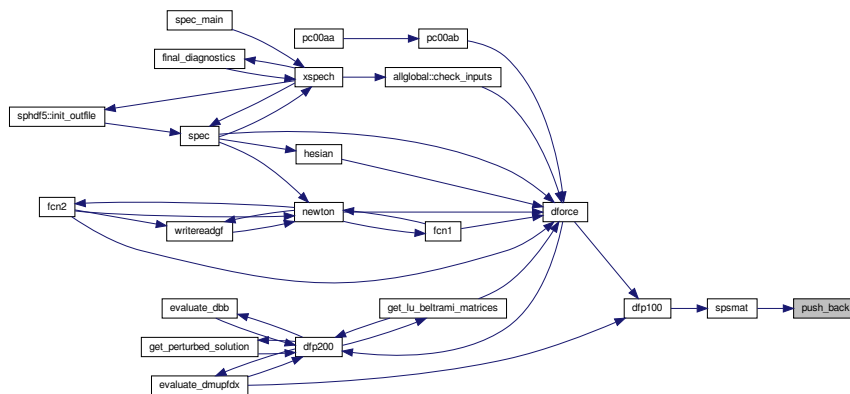 spec_main
pc00aa
pc00ab
final_diagnostics
xspech
allglobal::check_inputs
sphdf5::init_outfile
spec
hesian
fcn2
newton
dforce
writereadgf
fcn1
evaluate_dbb
get_lu_beltrami_matrices
dfp100
spsmat
push_back
get_perturbed_solution
dfp200
evaluate_dmupfdx